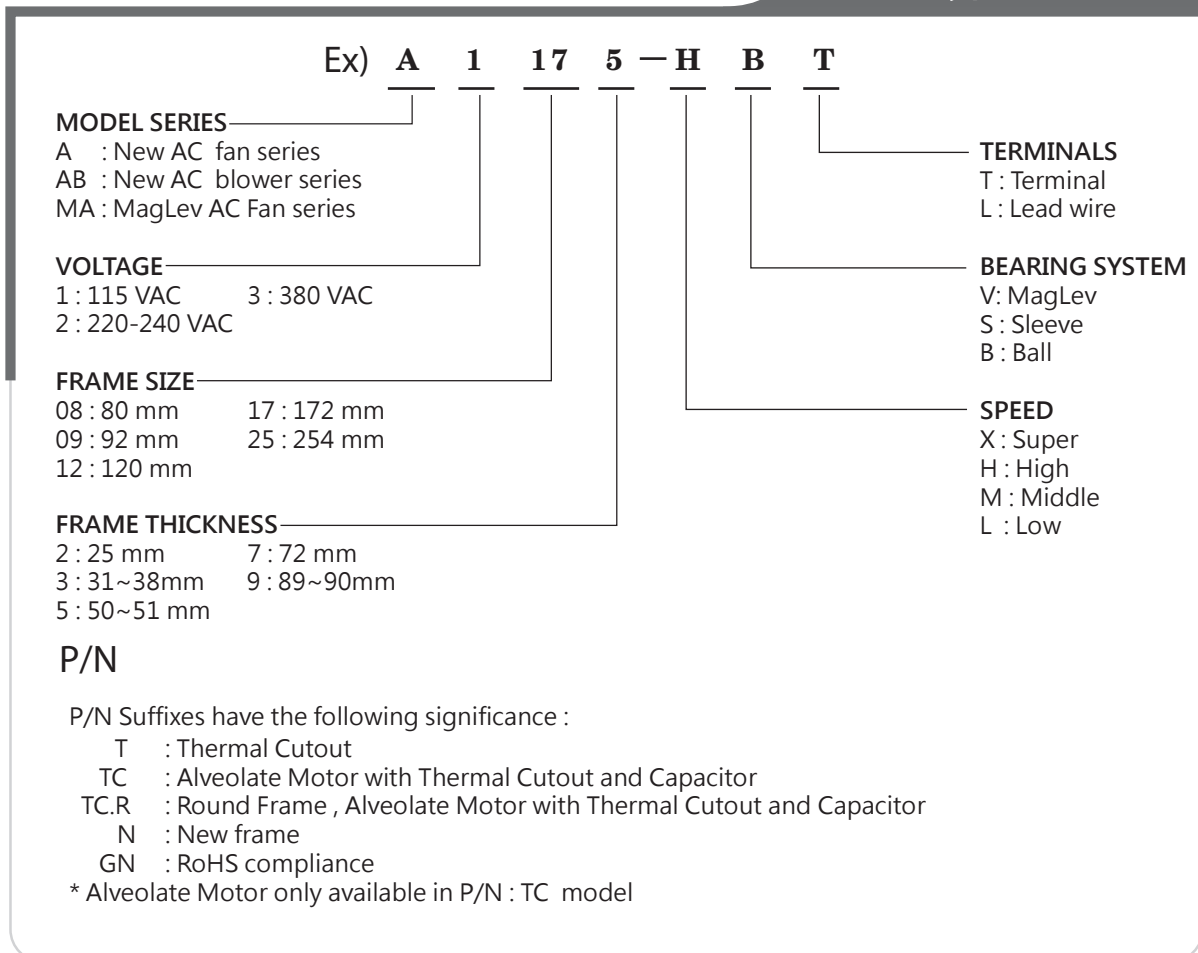 Ex) A 1 17 5 — H B T
MODEL SERIES
A : New AC fan series
AB : New AC blower series
MA : MagLev AC Fan series
VOLTAGE
1 : 115 VAC 3 : 380 VAC
2 : 220-240 VAC
FRAME SIZE
08 : 80 mm 17 : 172 mm
09 : 92 mm 25 : 254 mm
12 : 120 mm
FRAME THICKNESS
2 : 25 mm 7 : 72 mm
3 : 31~38mm 9 : 89~90mm
5 : 50~51 mm
TERMINALS
T : Terminal
L : Lead wire
BEARING SYSTEM
V: MagLev
S : Sleeve
B : Ball
SPEED
X : Super
H : High
M : Middle
L : Low
P/N
P/N Suffixes have the following significance :
T : Thermal Cutout
TC : Alveolate Motor with Thermal Cutout and Capacitor
TC.R : Round Frame , Alveolate Motor with Thermal Cutout and Capacitor
N : New frame
GN : RoHS compliance
* Alveolate Motor only available in P/N : TC model